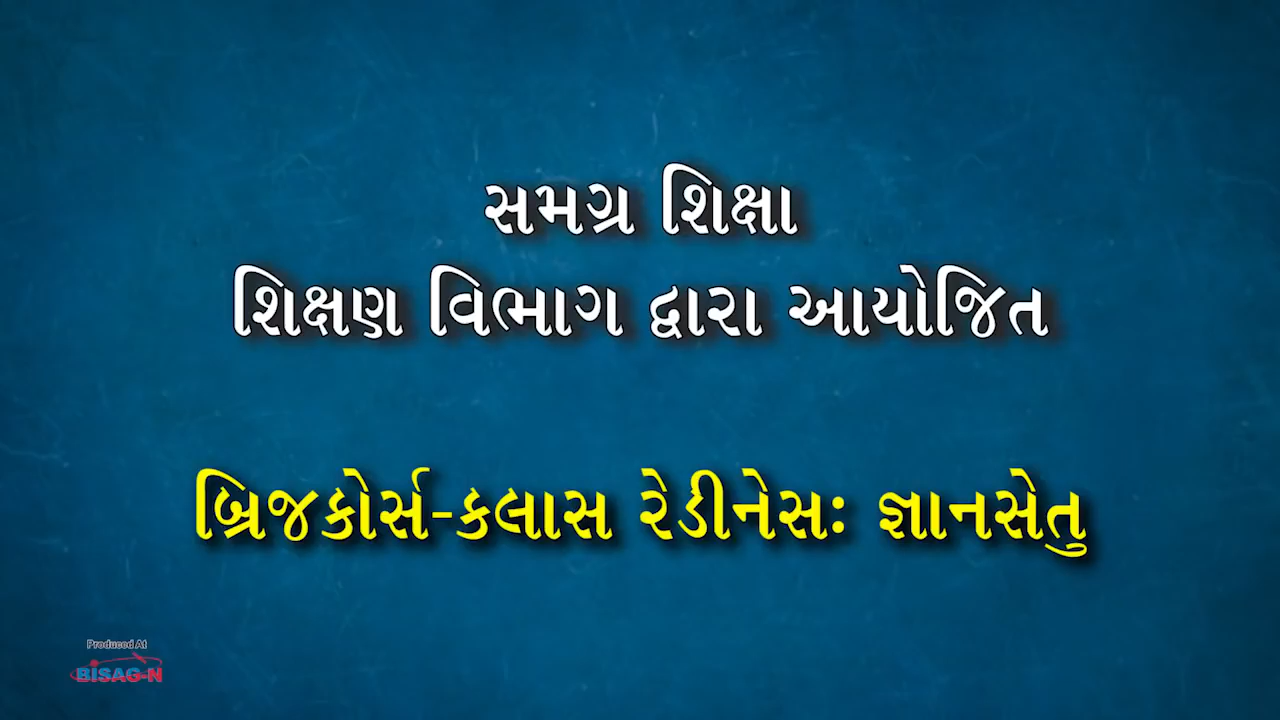 સમગ્ર શિક્ષા
શિક્ષણ વિભાગ દ્વારા આયોજિત
બ્રિજકોર્સ-કલાસ રેડીનેસઃ જ્ઞાનસેતુ
Produced At
BISAG-N